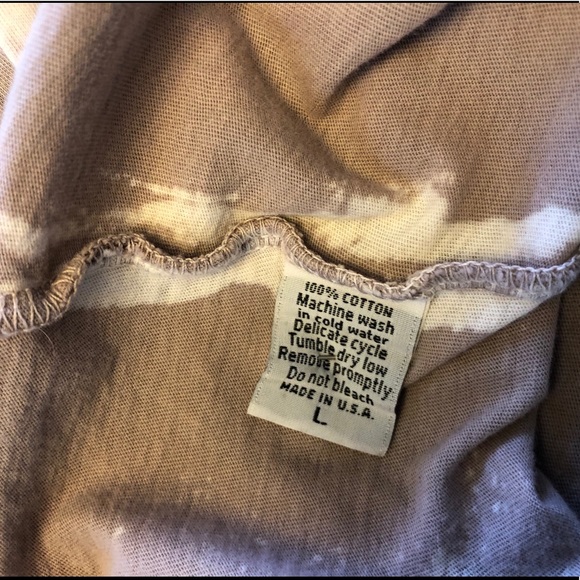 100% COTTON
Machine wash
in cold water
Delicate cycle
Tumble dry low
Remove promptly
Do not bleach
MADE IN U.S.A.
L